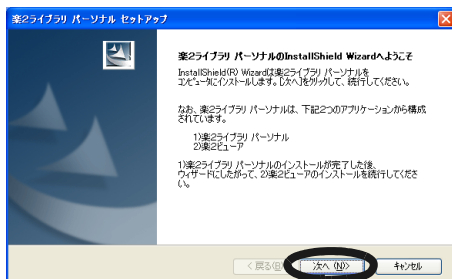 楽2ライブラリ パーソナル セットアップ
楽2ライブラリ パーソナルのInstallShield Wizardへようこそ
InstallShield(R) Wizardは楽2ライブラリ パーソナルを
コンピュータにインストールします。[次へ]をクリックして、続行してください。
なお、楽2ライブラリ パーソナルは、下記2つのアプリケーションから構成
されています。
1)楽2ライブラリ パーソナル
2)楽2ビューア
1)楽2ライブラリ パーソナルのインストールが完了した後、
ウィザードにしたがって、2)楽2ビューアのインストールを続行してくださ
い。
< 戻る(B)
次へ (N)>
キャンセル